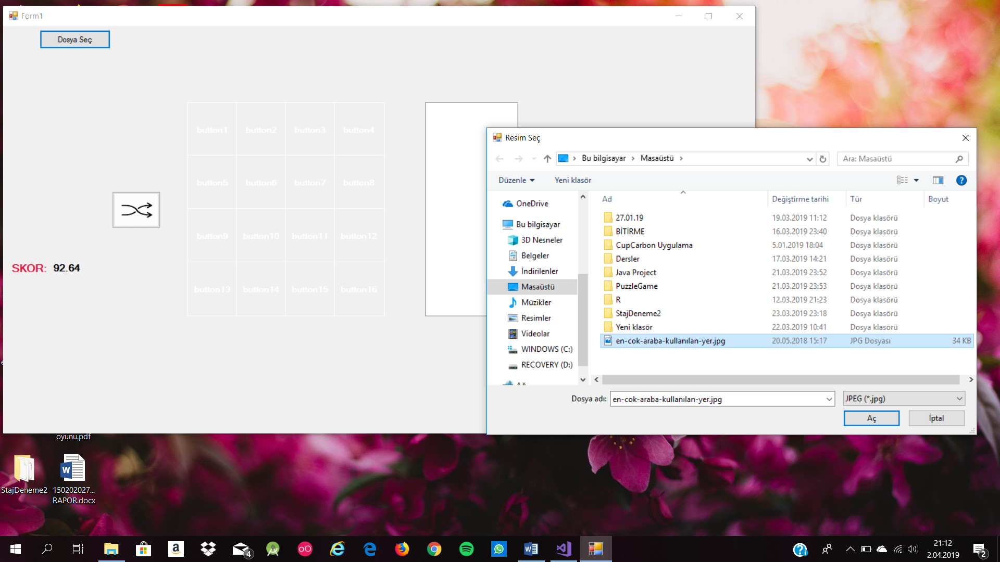 Form1
Dosya Seç
button1 button2 button3 button4
button5 button6 button7 button8
button9 button10 button11 button12
button13 button14 button15 button16
SKOR: 92.64
Resim Seç
Bu bilgisayar Masaüstü
Ara: Masaüstü
Düzenle Yeni klasör
OneDrive
Bu bilgisayar
3D Nesneler
Belgeler
İndirilenler
Masaüstü
Müzikler
Resimler
Videolar
WINDOWS (C:)
RECOVERY (D:)
Ad Değiştirme tarihi Tür Boyut
27.01.19 19.03.2019 11:12 Dosya klasörü
BİTİRME 16.03.2019 23:40 Dosya klasörü
CupCarbon Uygulama 5.01.2019 18:04 Dosya klasörü
Dersler 17.03.2019 14:21 Dosya klasörü
Java Project 21.03.2019 23:52 Dosya klasörü
PuzzleGame 21.03.2019 23:53 Dosya klasörü
R 12.03.2019 21:23 Dosya klasörü
StajDeneme2 23.03.2019 23:18 Dosya klasörü
Yeni klasör 22.03.2019 10:41 Dosya klasörü
en-cok-araba-kullanılan-yer.jpg 20.05.2018 15:17 JPG Dosyası 34 KB
Dosya adı: en-cok-araba-kullanılan-yer.jpg JPEG (*.jpg)
Aç İptal
oyunu.pdf
StajDeneme2
150202027...
RAPOR.docx
4
21:12
2.04.2019
2